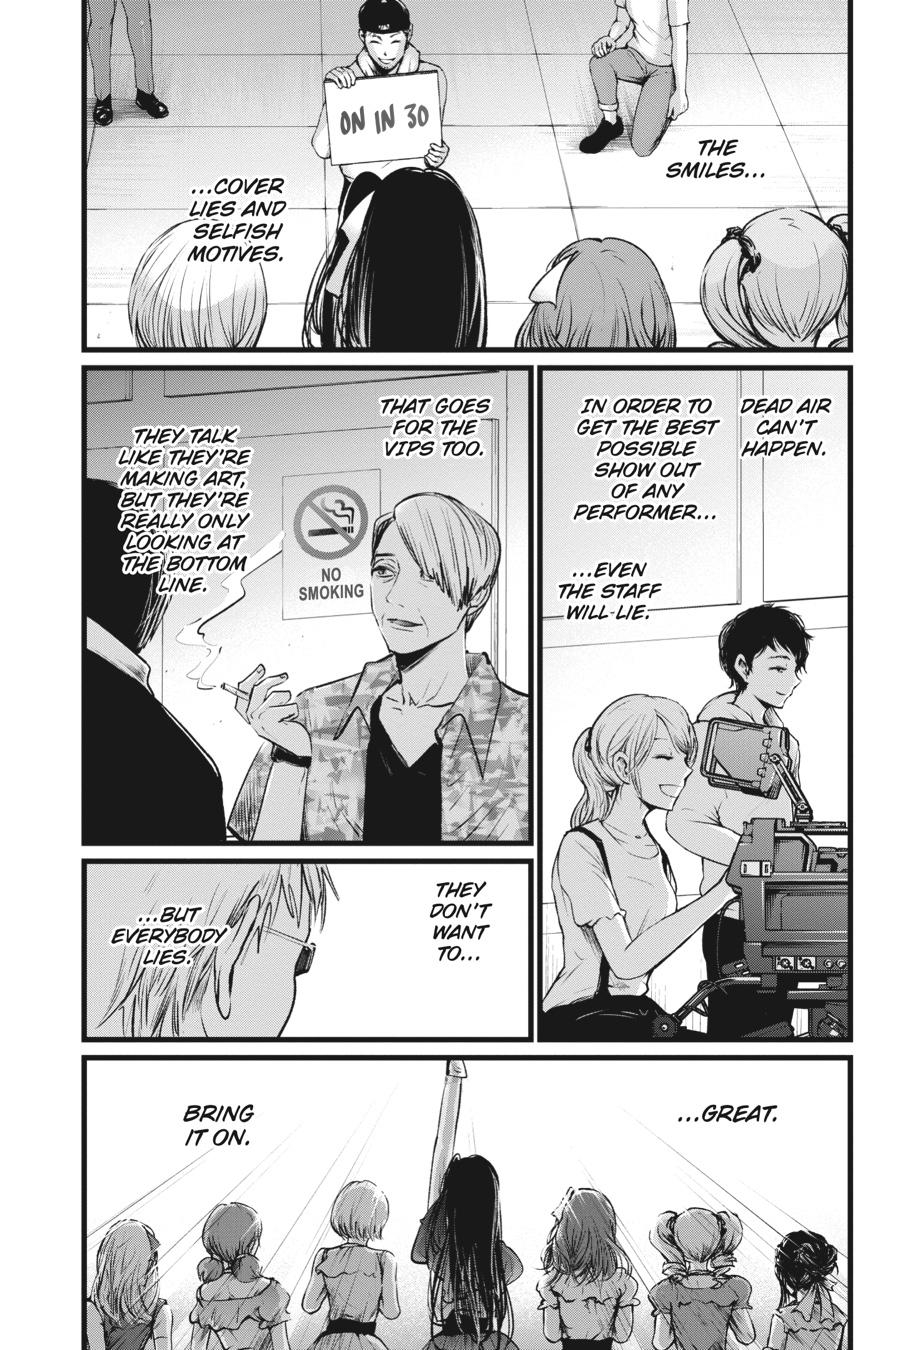 THE
SMILES...
ON IN 30
...COVER
LIES AND
SELFISH
MOTIVES.
DEAD AIR
CAN'T
HAPPEN.
IN ORDER TO
GET THE BEST
POSSIBLE
SHOW OUT
OF ANY
PERFORMER...
...EVEN
THE STAFF
WILL LIE.
THAT GOES
FOR THE
VIPS TOO.
THEY TALK
LIKE THEY'RE
MAKING ART,
BUT THEY'RE
REALLY ONLY
LOOKING AT
THE BOTTOM
LINE.
NO
SMOKING
THEY
DON'T
WANT
TO...
...BUT
EVERYBODY
LIES.
...GREAT.
BRING
IT ON.